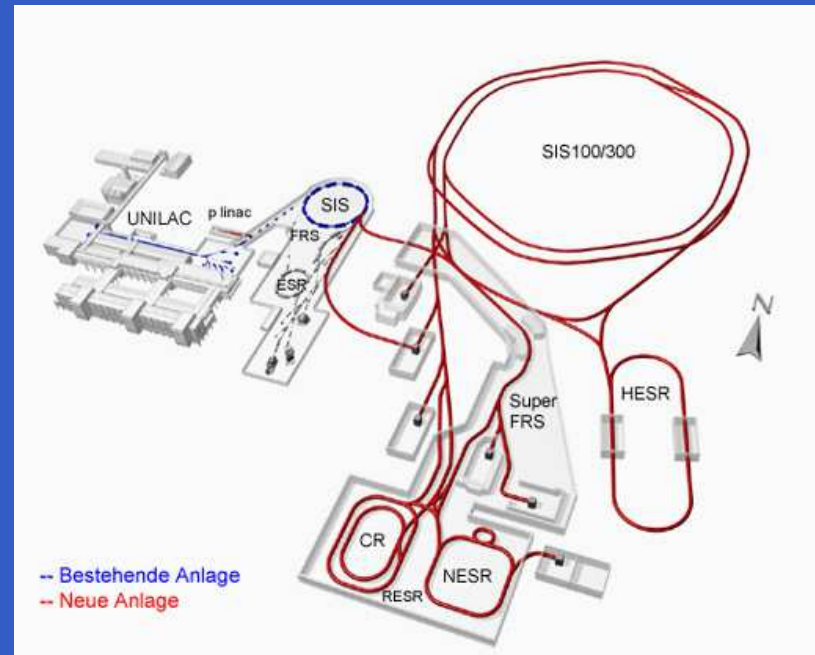 SIS100/300
SIS
p linac
UNILAC
FRS
ESR
N
HESR
Super
FRS
CR
NESR
RESR
-- Bestehende Anlage
-- Neue Anlage